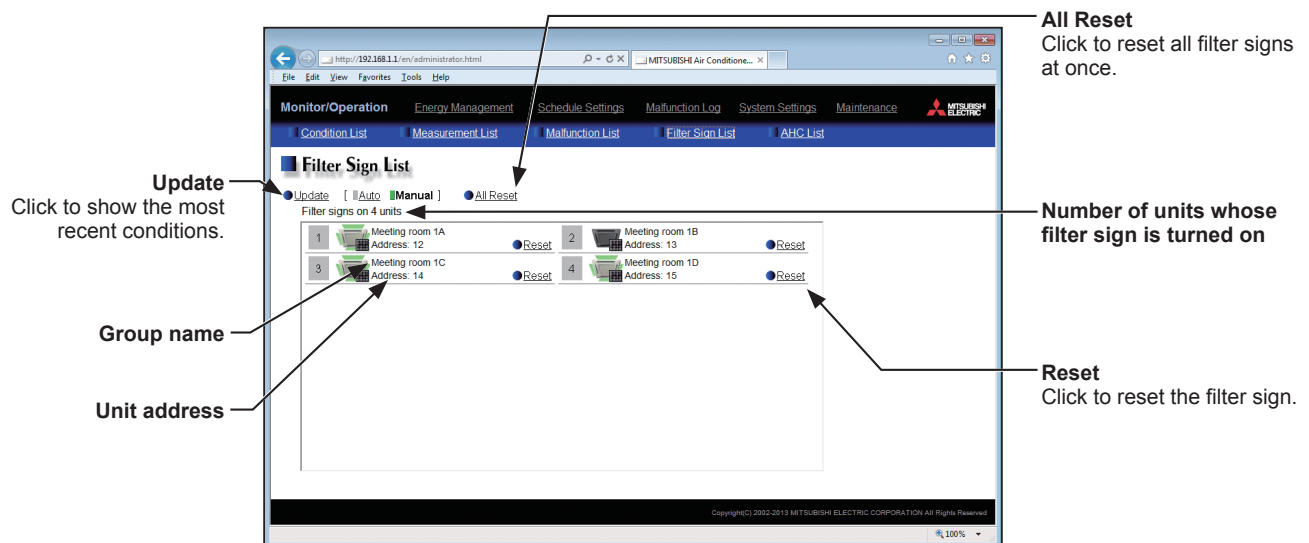 All Reset
Click to reset all filter signs
at once.
http://192.168.1.1/en/administrator.html
MITSUBISHI Air Conditione...
File Edit View Favorites Tools Help
Monitor/Operation Energy Management Schedule Settings Malfunction Log System Settings Maintenance MITSUBISHI ELECTRIC
Condition List Measurement List Malfunction List Filter Sign List AHC List
Filter Sign List
Update
Click to show the most
recent conditions.
Update [ Auto Manual ] All Reset
Filter signs on 4 units
Number of units whose
filter sign is turned on
1 Meeting room 1A
Address: 12 Reset
2 Meeting room 1B
Address: 13 Reset
3 Meeting room 1C
Address: 14 Reset
4 Meeting room 1D
Address: 15 Reset
Group name
Unit address
Reset
Click to reset the filter sign.
Copyright(C) 2002-2013 MITSUBISHI ELECTRIC CORPORATION All Rights Reserved
100%